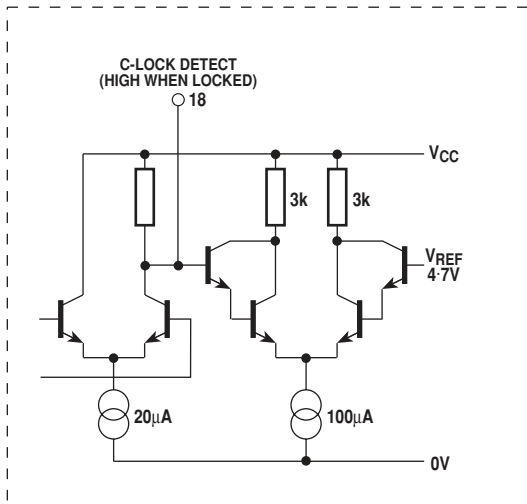 C-LOCK DETECT
(HIGH WHEN LOCKED)
18
VCC
3k
3k
VREF
4·7V
20µA
100µA
0V